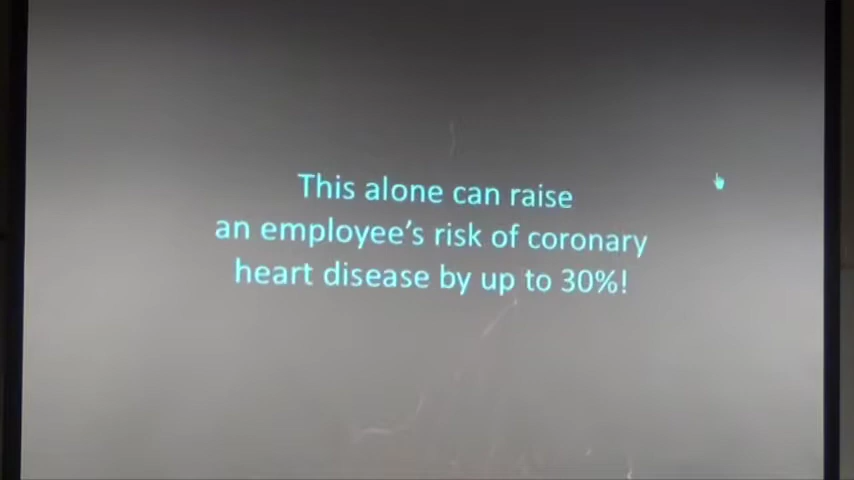 This alone can raise
an employee's risk of coronary
heart disease by up to 30%!